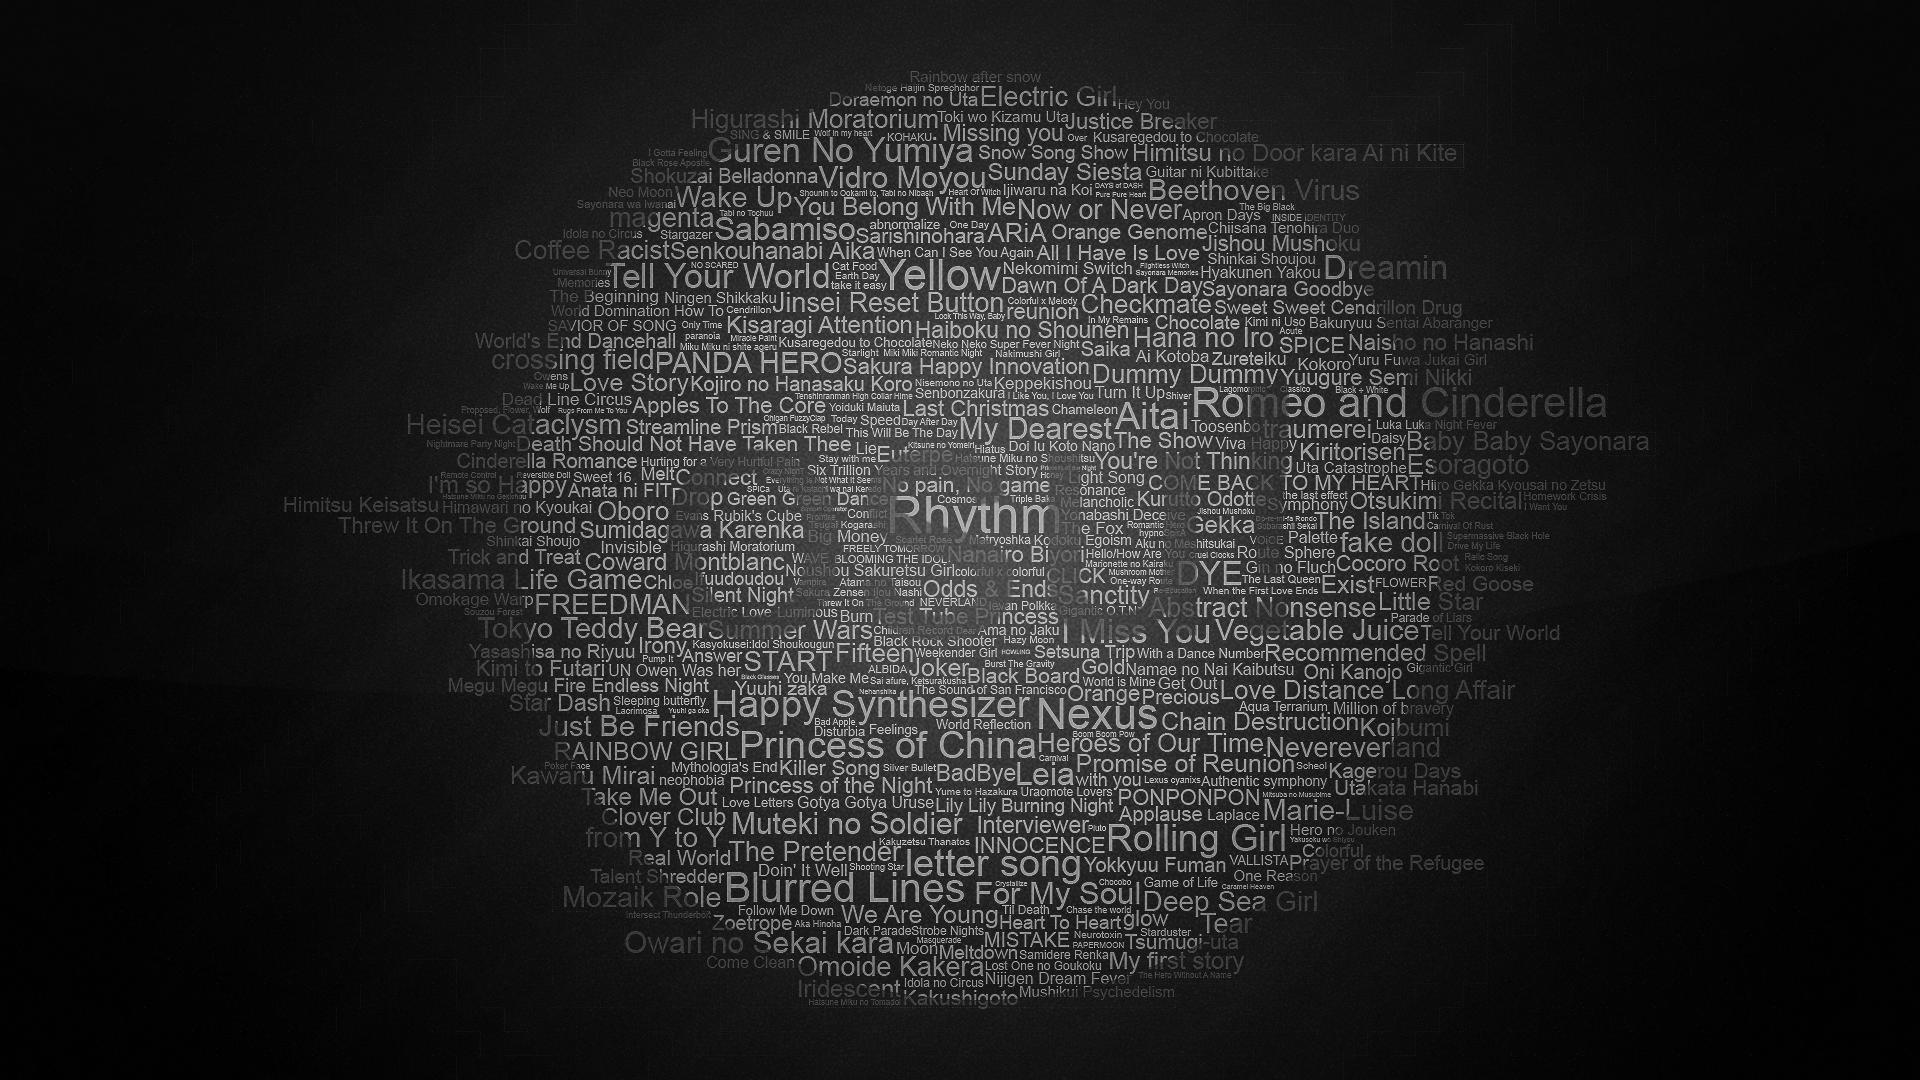 Rainbow after snow
Netoge Haijin Sprechchor
Doraemon no Uta Electric Girl Hey You
Higurashi Moratorium Toki wo Kizamu Uta Justice Breaker
SING & SMILE Wolf in my heart KOHAKU Missing you Over Kusaregedou to Chocolate
I Gotta Feeling Guren No Yumiya Snow Song Show Himitsu no Door kara Ai ni Kite
Black Rose Apostle
Shokuzai Belladonna Vidro Moyou Sunday Siesta Guitar ni Kubittake
Neo Moon Wake Up Shounin to Ookami to, Tabi no Nibash Heart Of Witch Ijiwaru na Koi DAYS of DASH Pure Pure Heart Beethoven Virus
Sayonara wa Iwanai You Belong With Me Now or Never Apron Days The Big Black
magenta Tabi no Tochuu Sabamiso abnormalize One Day INSIDE IDENTITY
Idola no Circus Stargazer Sarishinohara ARiA Orange Genome Chiisana Tenohira Duo
Coffee Racist Senkouhanabi Aika When Can I See You Again All I Have Is Love Jishou Mushoku
Universal Bunny Tell Your World NO SCARED Cat Food Yellow Nekomimi Switch Flightless Witch Sayonara Memories Shinkai Shoujou Hyakunen Yakou Dreamin
Memories Earth Day take it easy Dawn Of A Dark Day Sayonara Goodbye
The Beginning Ningen Shikkaku Jinsei Reset Button Colorful x Melody reunion Checkmate Sweet Sweet Cendrillon Drug
World Domination How To Cendrillon Look This Way, Baby In My Remains
SAVIOR OF SONG Only Time Kisaragi Attention Haiboku no Shounen Chocolate Kimi ni Uso Bakuryuu Sentai Abaranger
World's End Dancehall paranoia Miracle Paint Miku Miku ni shite ageru Kusaregedou to Chocolate Neko Neko Super Fever Night Saika Hana no Iro Acute SPICE Naisho no Hanashi
crossing field PANDA HERO Starlight Miki Miki Romantic Night Nakimushi Girl Ai Kotoba Zureteiku Kokoro Yuru Fuwa Jukai Girl
Sakura Happy Innovation Dummy Dummy Yuugure Semi Nikki
Owens Wake Me Up Love Story Kojiro no Hanasaku Koro Nisemono no Uta Keppekishou Turn It Up Shiver Classico Black ÷ White
Dead Line Circus Tenshinranman High Collar Hime Senbonzakura I Like You, I Love You Romeo and Cinderella
Proposed, Flower, Wolf Rugs From Me To You Apples To The Core Yoiduki Maiuta Last Christmas Chameleon Aitai
Heisei Cataclysm Streamline Prism Chigan FuzzyClap Black Rebel Today Speed Day After Day This Will Be The Day My Dearest Toosenbo traumerei Luka Luka Night Fever
Nightmare Party Night Death Should Not Have Taken Thee Lie Euterpe Kitsune no Yomeiri Hiatus Doi Iu Koto Nano The Show Viva Happy Daisy Baby Baby Sayonara
Cinderella Romance Hurting for a Very Hurtful Pain Stay with me You're Not Thinking Kiritorisen Esoragoto
Remote Control Reversible Doll Sweet 16 Melt Connect Crazy Night Six Trillion Years and Overnight Story Light Song Uta Catastrophe
I'm so Happy Anata ni FIT Everything Is Not What It Seems No pain, No game Resonance COME BACK TO MY HEART Hiiro Gekka Kyousai no Zetsu
Himitsu Keisatsu Himawari no Kyoukai Oboro Drop SPiCa Green Green Dance Cosmos Triple Baka Melancholic Kurutto Odottes the last effect symphony Otsukimi Recital Homework Crisis I Want You
Threw It On The Ground Sumidagawa Karenka Evans Rubik's Cube Conflict Rhythm Yonabashi Deceive Jishou Mushoku The Island Tik Tok Carnival Of Rust
Shinkai Shoujo Big Money Scarlet Rose Matryoshka Kodoku The Fox Romantic Gekka VOiCE Palette fake doll Supermassive Black Hole Drive My Life
Invisible Higurashi Moratorium FREELY TOMORROW Nanairo Biyori Egoism hypno
Trick and Treat Coward Montblanc WAVE BLOOMING THE IDOL Hello/How Are You Cruel Clocks Route Sphere Cocoro Root Rolic Song Kokoro Kiseki
Ikasama Life Game Chloe Fuudoudou Noushou Sakuretsu Girl colorful x colorful CLICK Marionette no Kairaku DYE Gin no Fluch The Last Queen Exist FLOWER Red Goose
Omokage Warp Silent Night Vampire Odds & Ends Mushroom Mother One-way Route When the First Love Ends
Souzou Forest FREEDMAN Electric Love Luminous Threw It On The Ground NEVERLAND Ievan Polkka Sanctity Gigantic O.T.N Abstract Nonsense Little Star
Burn Test Tube Princess Parade of Liars
Tokyo Teddy Bear Summer Wars Children Record Dear Ama no Jaku I Miss You Vegetable Juice Tell Your World
Yasashisa no Riyuu Irony Kasyokusei:Idol Shoukougun Black Rock Shooter Hazy Moon
Pump It Answer START Fifteen Weekender Girl HOWLING Setsuna Trip With a Dance Number Recommended Spell
Kimi to Futari UN Owen Was her ALBIDA Joker Burst The Gravity Gold Namae no Nai Kaibutsu Oni Kanojo Gigantic Girl
Megu Megu Fire Endless Night Black Glasses You Make Me Sai afure, Keisurakusha Black Board World is Mine Get Out
Yuuhi zaka Nehanshika The Sound of San Francisco Orange Precious Love Distance Long Affair
Star Dash Sleeping butterfly Happy Synthesizer Nexus Aqua Terrarium Million of bravery
Lacrimosa Yuuhi ga oka
Just Be Friends Bad Apple Disturbia Feelings World Reflection Chain Destruction Koibumi
RAINBOW GIRL Princess of China Boom Boom Pow Heroes of Our Time Neverever land
Poker Face Mythologia's End Killer Song Silver Bullet Carnival Promise of Reunion Scheol Kagerou Days
Kawaru Mirai neophobia BadBye Leia with you Lexus cyanixs Authentic symphony
Princess of the Night Yume to Hazakura Uraomote Lovers Utakata Hanabi
Take Me Out Love Letters Gotya Gotya Uruse Lily Lily Burning Night PONPONPON Mitsuba no Musubime
Clover Club Muteki no Soldier Interviewer Pluto Applause Laplace Marie-Luise
from Y to Y Kakuzetsu Thanatos INNOCENCE Rolling Girl Hero no Jouken
Real World The Pretender letter song Yokkyuu Fuman VALLISTA Colorful Prayer of the Refugee
Talent Shredder Doin' It Well Shooting Star One Reason
Mozaik Role Blurred Lines Crystallize For My Soul Chocobo Game of Life Caramel Heaven Deep Sea Girl
Intersect Thunderbolt Follow Me Down We Are Young Til Death Chase the world
Zoetrope Aka Hinoha Dark Parade Strobe Nights Heart To Heart glow Tear
Owari no Sekai kara Masquerade Moon MISTAKE Neurotoxin PAPERMOON Starduster Tsumugi-uta
Come Clean Meltdown Samidere Renka My first story
Omoide Kakera Lost One no Goukoku The Hero Without A Name
Iridescent Idola no Circus Nijigen Dream Fever
Hatsune Miku no Tomadoi Kakushigoto Mushikui Psychedelism